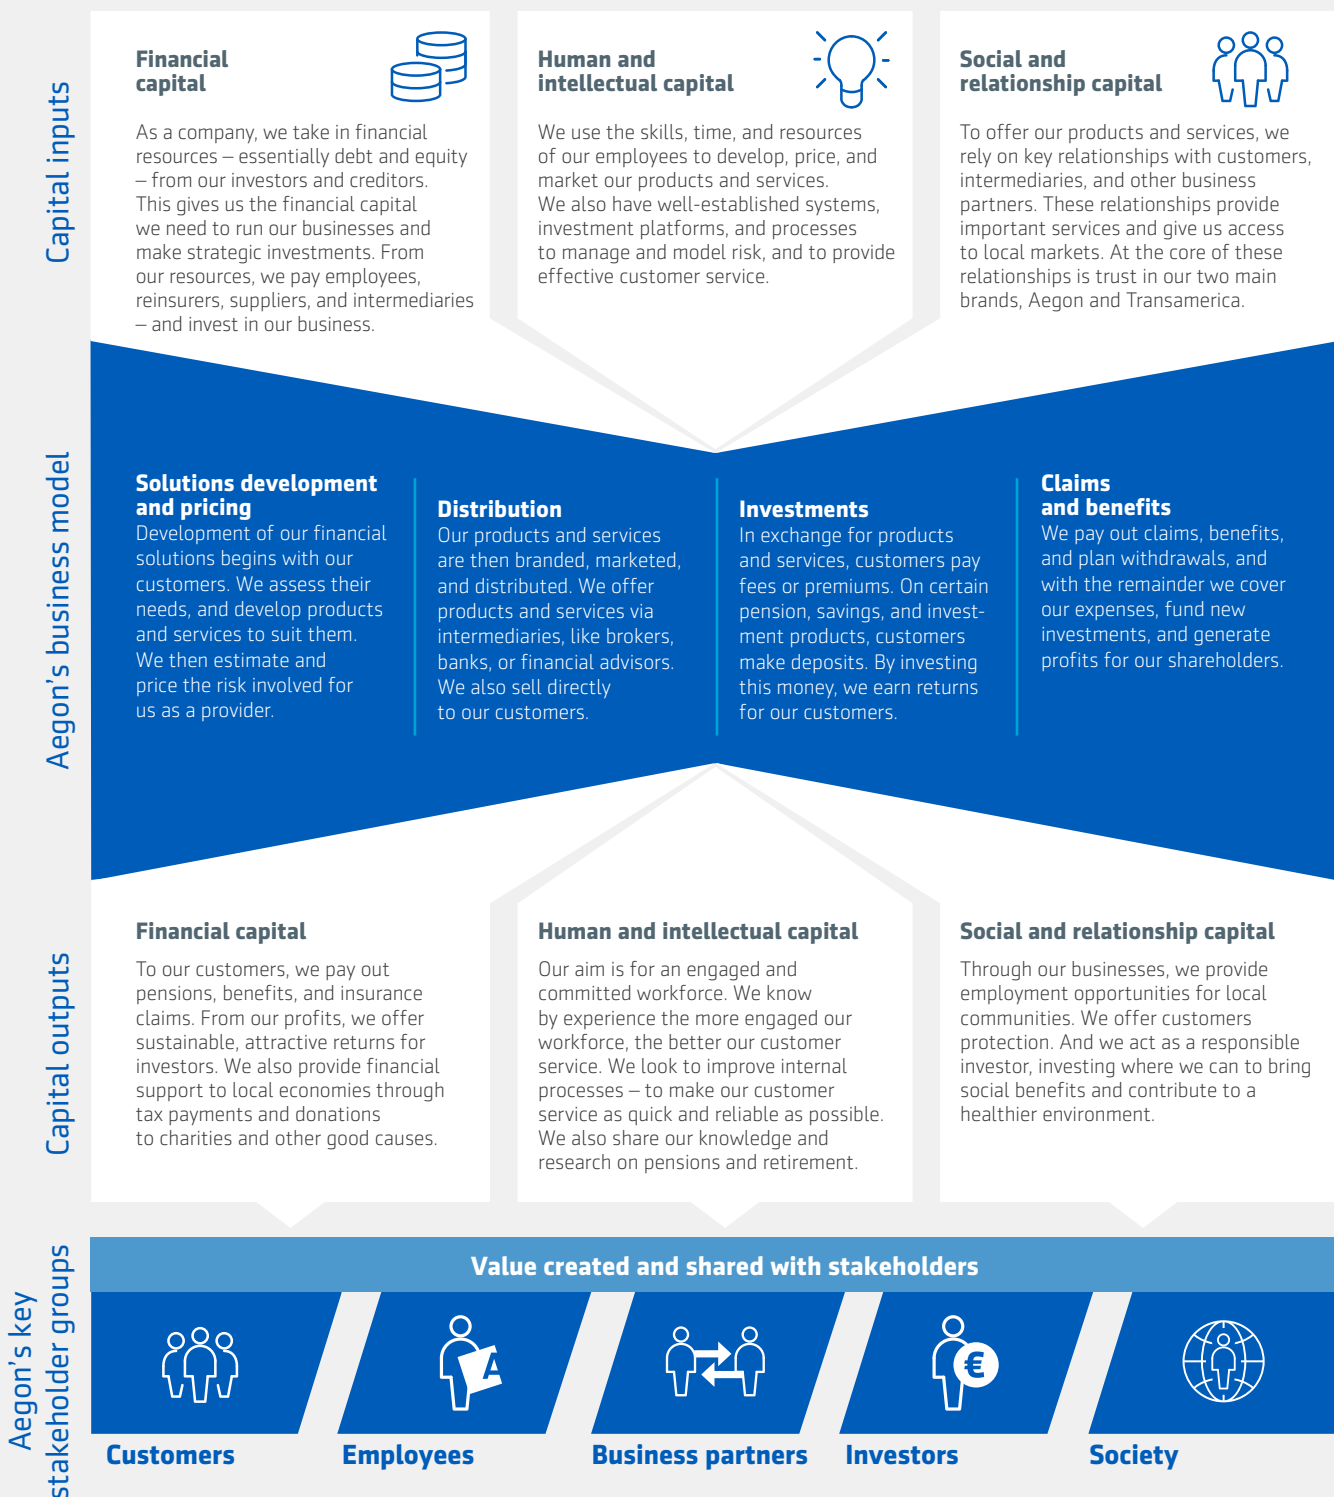 Capital inputs
Financial
capital
As a company, we take in financial
resources – essentially debt and equity
– from our investors and creditors.
This gives us the financial capital
we need to run our businesses and
make strategic investments. From
our resources, we pay employees,
reinsurers, suppliers, and intermediaries
– and invest in our business.
Human and
intellectual capital
We use the skills, time, and resources
of our employees to develop, price, and
market our products and services.
We also have well-established systems,
investment platforms, and processes
to manage and model risk, and to provide
effective customer service.
Social and
relationship capital
To offer our products and services, we
rely on key relationships with customers,
intermediaries, and other business
partners. These relationships provide
important services and give us access
to local markets. At the core of these
relationships is trust in our two main
brands, Aegon and Transamerica.
Aegon's business model
Solutions development
and pricing
Development of our financial
solutions begins with our
customers. We assess their
needs, and develop products
and services to suit them.
We then estimate and
price the risk involved for
us as a provider.
Distribution
Our products and services
are then branded, marketed,
and distributed. We offer
products and services via
intermediaries, like brokers,
banks, or financial advisors.
We also sell directly
to our customers.
Investments
In exchange for products
and services, customers pay
fees or premiums. On certain
pension, savings, and invest-
ment products, customers
make deposits. By investing
this money, we earn returns
for our customers.
Claims
and benefits
We pay out claims, benefits,
and plan withdrawals, and
with the remainder we cover
our expenses, fund new
investments, and generate
profits for our shareholders.
Capital outputs
Financial capital
To our customers, we pay out
pensions, benefits, and insurance
claims. From our profits, we offer
sustainable, attractive returns for
investors. We also provide financial
support to local economies through
tax payments and donations
to charities and other good causes.
Human and intellectual capital
Our aim is for an engaged and
committed workforce. We know
by experience the more engaged our
workforce, the better our customer
service. We look to improve internal
processes – to make our customer
service as quick and reliable as possible.
We also share our knowledge and
research on pensions and retirement.
Social and relationship capital
Through our businesses, we provide
employment opportunities for local
communities. We offer customers
protection. And we act as a responsible
investor, investing where we can to bring
social benefits and contribute to a
healthier environment.
Aegon's key
stakeholder groups
Value created and shared with stakeholders
A
€
Customers
Employees
Business partners
Investors
Society